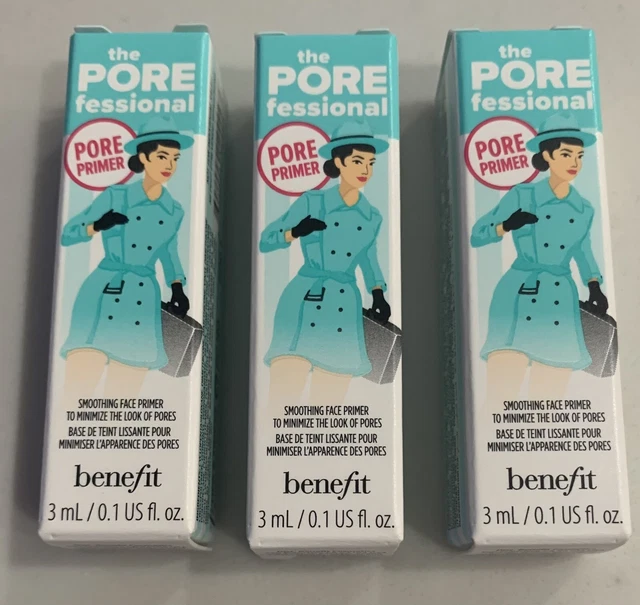 the
PORE
fessional
PORE
PRIMER
SMOOTHING FACE PRIMER
TO MINIMIZE THE LOOK OF PORES
BASE DE TEINT LISSANTE POUR
MINIMISER L'APPARENCE DES PORES
benefit
3 mL / 0.1 US fl. oz.
the
PORE
fessional
PORE
PRIMER
SMOOTHING FACE PRIMER
TO MINIMIZE THE LOOK OF PORES
BASE DE TEINT LISSANTE POUR
MINIMISER L'APPARENCE DES PORES
benefit
3 mL / 0.1 US fl. oz.
the
PORE
fessional
PORE
PRIMER
SMOOTHING FACE PRIMER
TO MINIMIZE THE LOOK OF PORES
BASE DE TEINT LISSANTE POUR
MINIMISER L'APPARENCE DES PORES
benefit
3 mL / 0.1 US fl. oz.